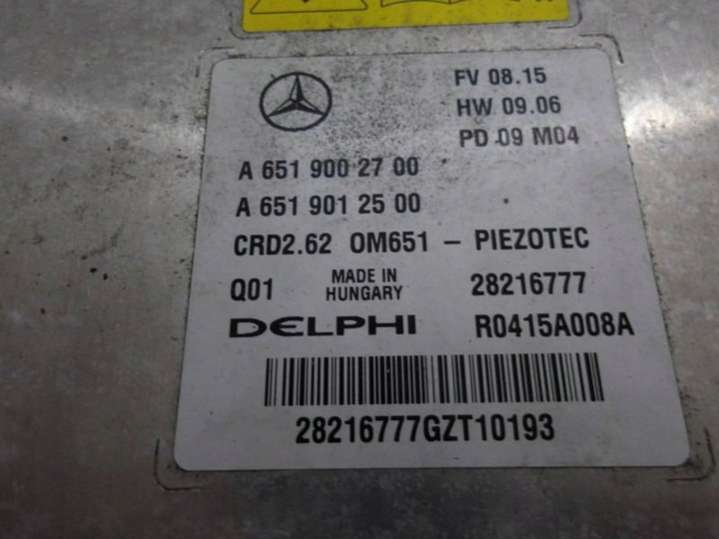 FV 08.15
HW 09.06
PD 09 M04
A 651 900 27 00
A 651 901 25 00
CRD2.62 OM651 - PIEZOTEC
Q01 MADE IN HUNGARY 28216777
DELPHI R0415A008A
28216777GZT10193